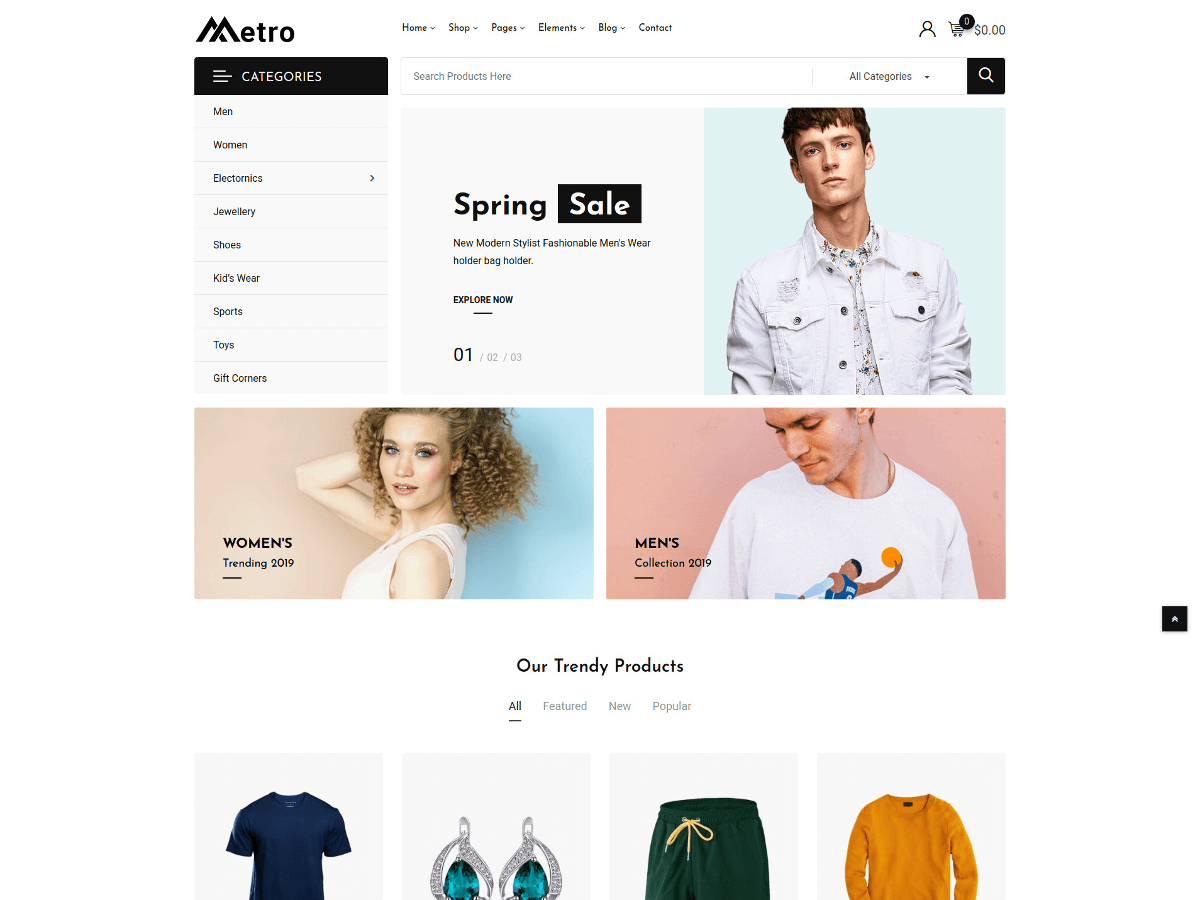 Metro
Home Shop Pages Elements Blog Contact
0
$0.00
CATEGORIES
Search Products Here
All Categories
Men
Women
Electornics
Jewellery
Shoes
Kid's Wear
Sports
Toys
Gift Corners
Spring Sale
New Modern Stylist Fashionable Men's Wear
holder bag holder.
EXPLORE NOW
01 / 02 / 03
WOMEN'S
Trending 2019
MEN'S
Collection 2019
Our Trendy Products
All Featured New Popular